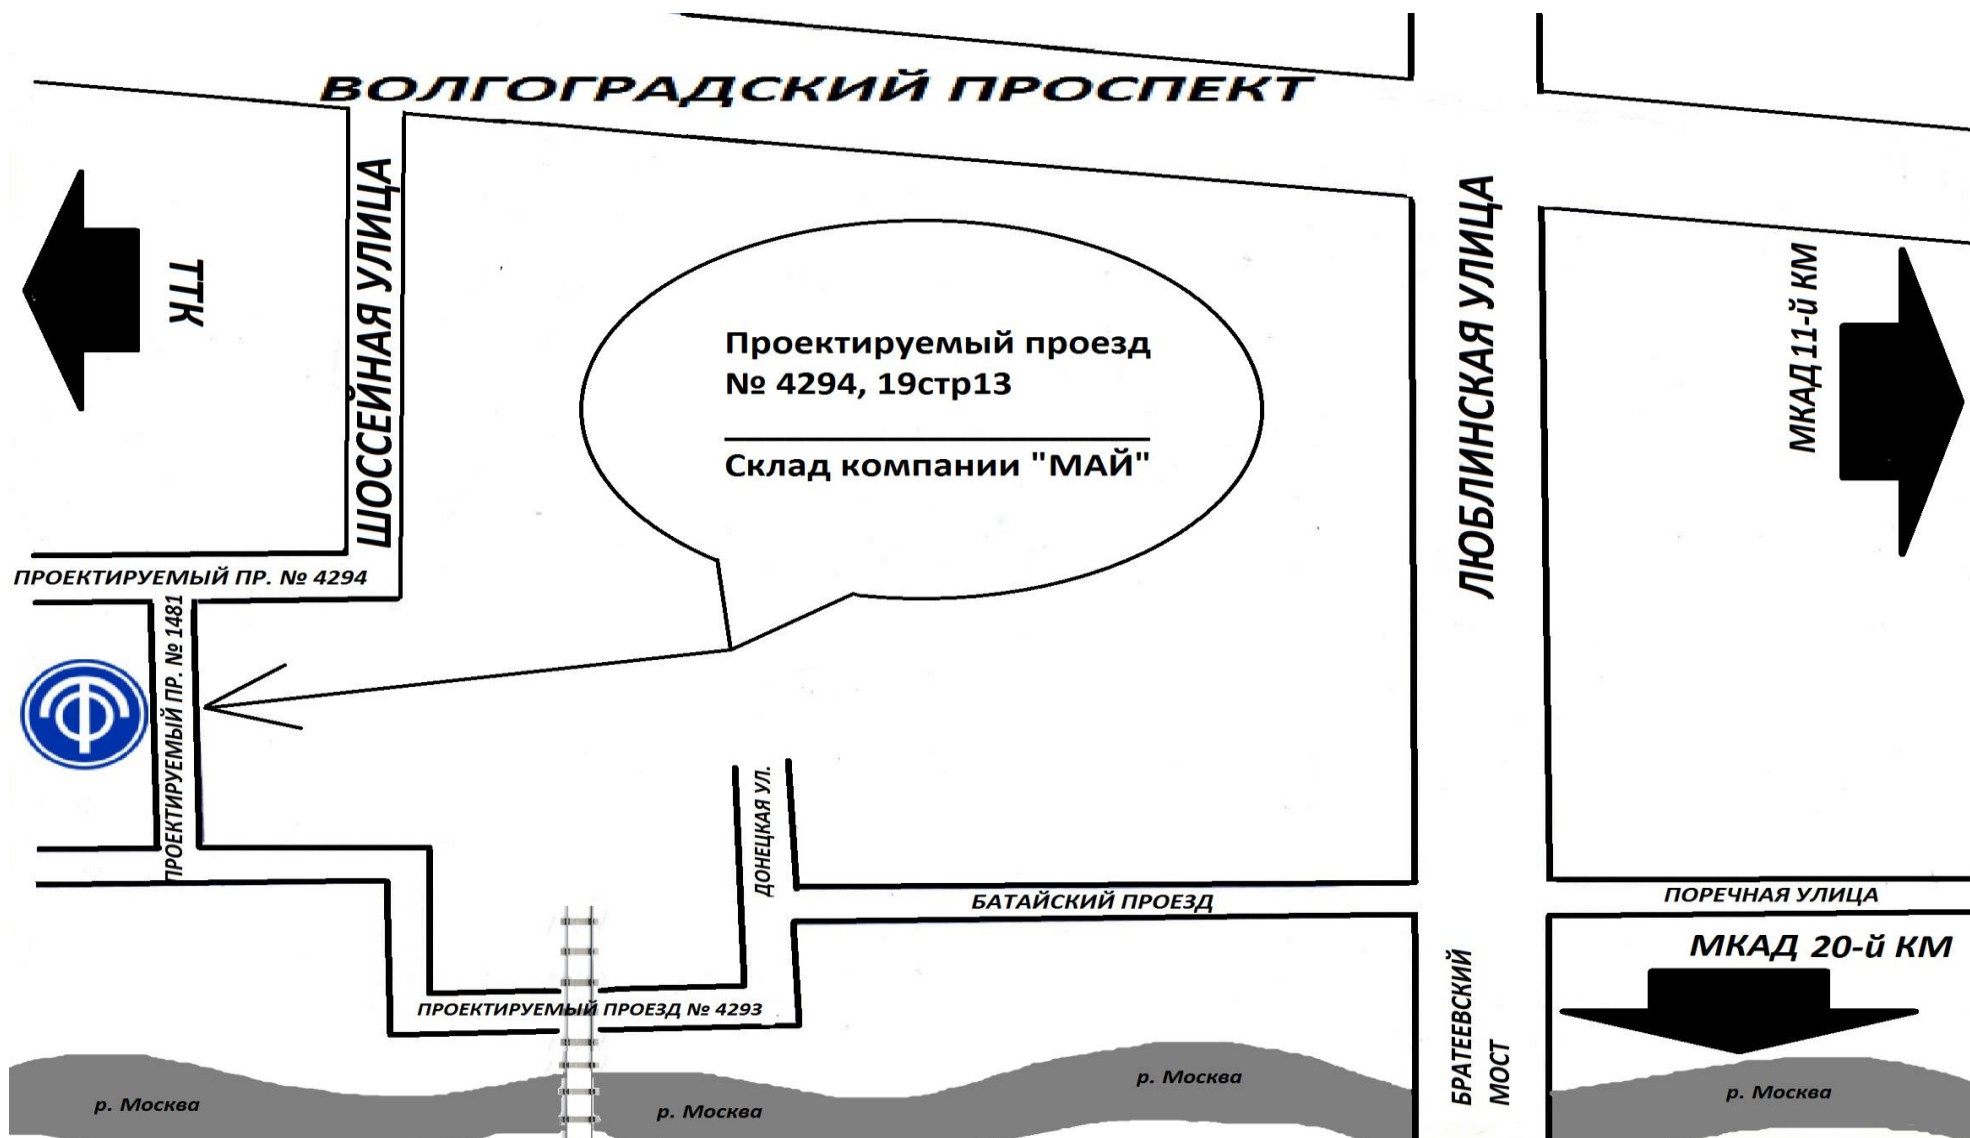 ВОЛГОГРАДСКИЙ ПРОСПЕКТ
ТТК
ШОССЕЙНАЯ УЛИЦА
Проектируемый проезд
№ 4294, 19стр13
Склад компании "МАЙ"
ЛЮБЛИНСКАЯ УЛИЦА
МКАД 11-й КМ
ПРОЕКТИРУЕМЫЙ ПР. № 4294
ПРОЕКТИРУЕМЫЙ ПР. № 1481
ДОНЕЦКАЯ УЛ.
БАТАЙСКИЙ ПРОЕЗД
ПОРЕЧНАЯ УЛИЦА
МКАД 20-й КМ
ПРОЕКТИРУЕМЫЙ ПРОЕЗД № 4293
БРАТЕЕВСКИЙ
МОСТ
р. Москва
р. Москва
р. Москва
р. Москва